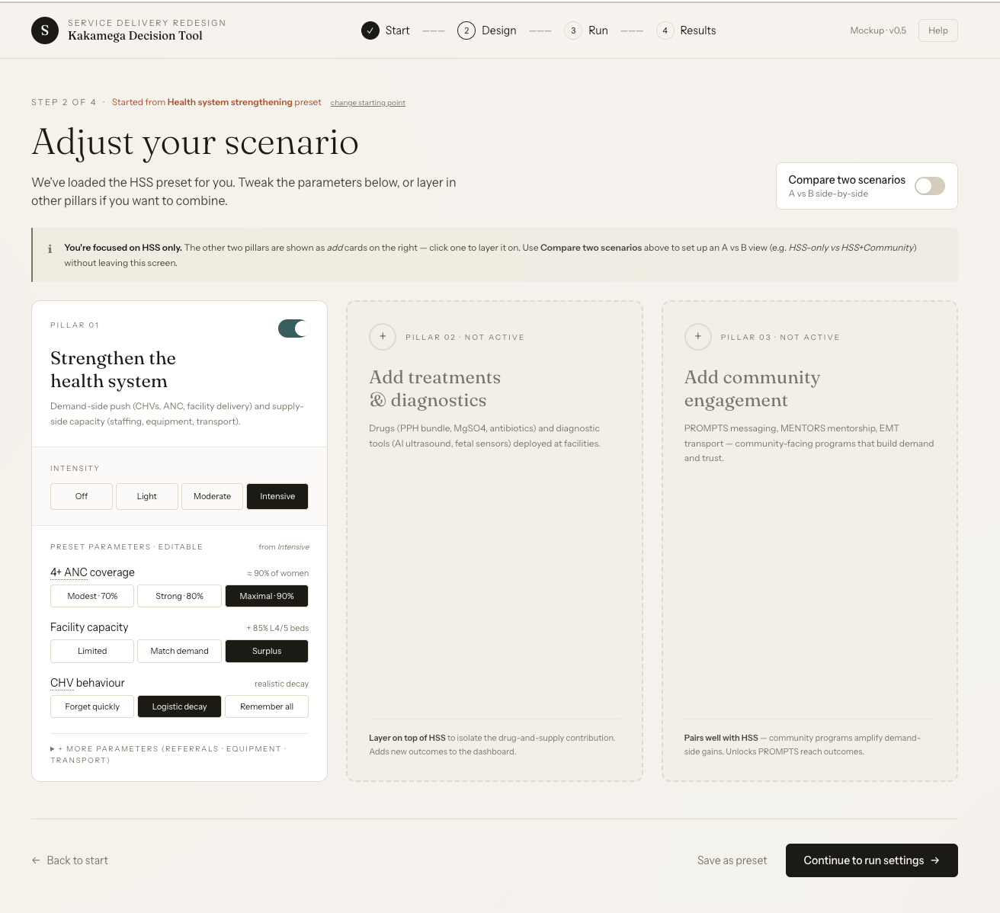 S
SERVICE DELIVERY REDESIGN
Kakamega Decision Tool
✓ Start
2 Design
3 Run
4 Results
Mockup · v0.5
Help
STEP 2 OF 4 · Started from Health system strengthening preset change starting point
Adjust your scenario
We've loaded the HSS preset for you. Tweak the parameters below, or layer in
other pillars if you want to combine.
Compare two scenarios
A vs B side-by-side
You're focused on HSS only. The other two pillars are shown as add cards on the right — click one to layer it on. Use Compare two scenarios above to set up an A vs B view (e.g. HSS-only vs HSS+Community)
without leaving this screen.
PILLAR 01
Strengthen the
health system
Demand-side push (CHVs, ANC, facility delivery) and supply-
side capacity (staffing, equipment, transport).
INTENSITY
Off
Light
Moderate
Intensive
PRESET PARAMETERS · EDITABLE
from Intensive
4+ ANC coverage
≈ 90% of women
Modest · 70%
Strong · 80%
Maximal · 90%
Facility capacity
+ 85% L4/5 beds
Limited
Match demand
Surplus
CHV behaviour
realistic decay
Forget quickly
Logistic decay
Remember all
▶ + MORE PARAMETERS (REFERRALS · EQUIPMENT ·
TRANSPORT)
+
PILLAR 02 · NOT ACTIVE
Add treatments
& diagnostics
Drugs (PPH bundle, MgSO4, antibiotics) and diagnostic
tools (AI ultrasound, fetal sensors) deployed at facilities.
Layer on top of HSS to isolate the drug-and-supply contribution.
Adds new outcomes to the dashboard.
+
PILLAR 03 · NOT ACTIVE
Add community
engagement
PROMPTS messaging, MENTORS mentorship, EMT
transport — community-facing programs that build demand
and trust.
Pairs well with HSS — community programs amplify demand-
side gains. Unlocks PROMPTS reach outcomes.
← Back to start
Save as preset
Continue to run settings →